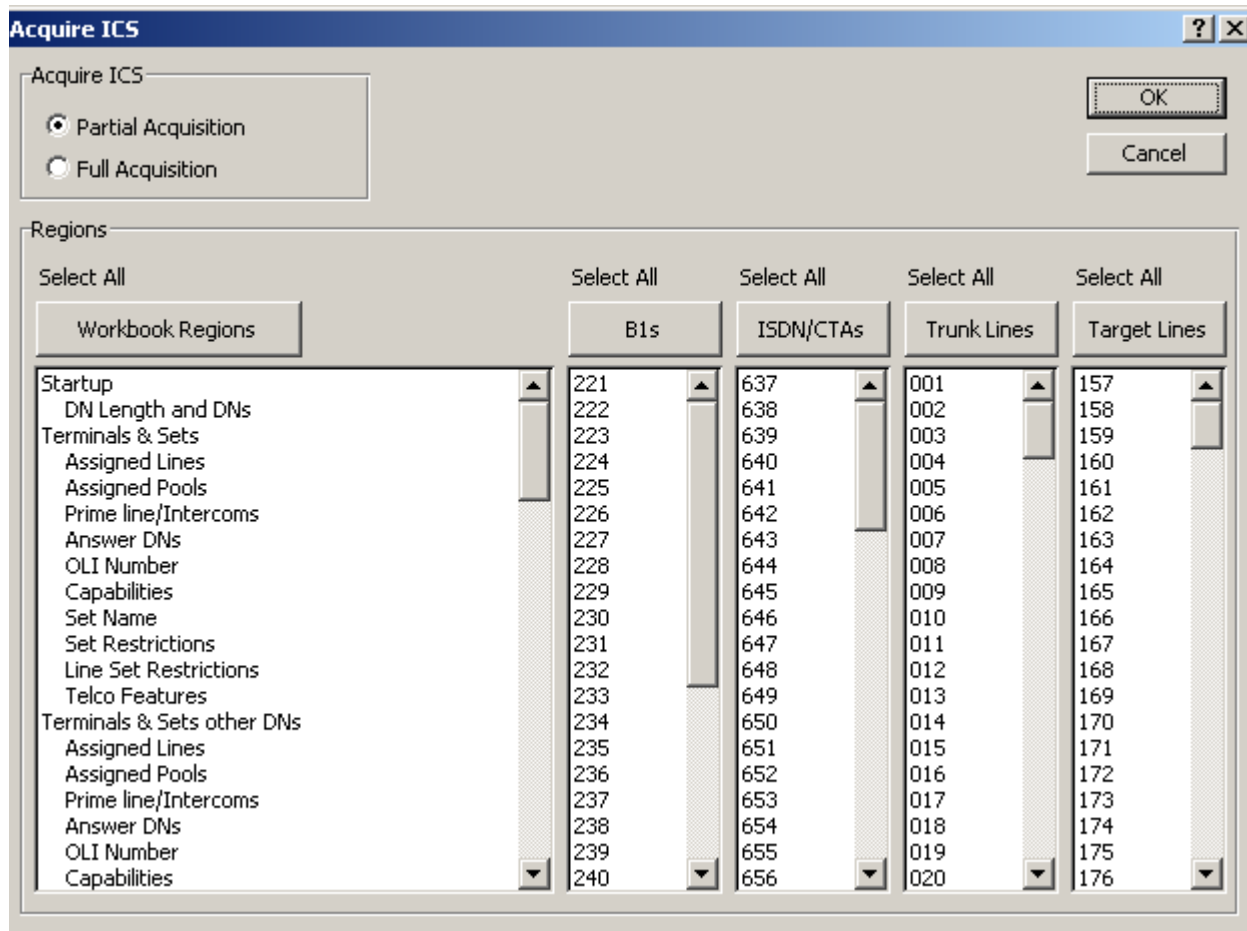 Acquire ICS
Acquire ICS
Partial Acquisition
Full Acquisition
OK
Cancel
Regions
Select All
Workbook Regions
Startup
DN Length and DNs
Terminals & Sets
Assigned Lines
Assigned Pools
Prime line/Intercoms
Answer DNs
OLI Number
Capabilities
Set Name
Set Restrictions
Line Set Restrictions
Telco Features
Terminals & Sets other DNs
Assigned Lines
Assigned Pools
Prime line/Intercoms
Answer DNs
OLI Number
Capabilities
Select All
B1s
221
222
223
224
225
226
227
228
229
230
231
232
233
234
235
236
237
238
239
240
Select All
ISDN/CTAs
637
638
639
640
641
642
643
644
645
646
647
648
649
650
651
652
653
654
655
656
Select All
Trunk Lines
001
002
003
004
005
006
007
008
009
010
011
012
013
014
015
016
017
018
019
020
Select All
Target Lines
157
158
159
160
161
162
163
164
165
166
167
168
169
170
171
172
173
174
175
176